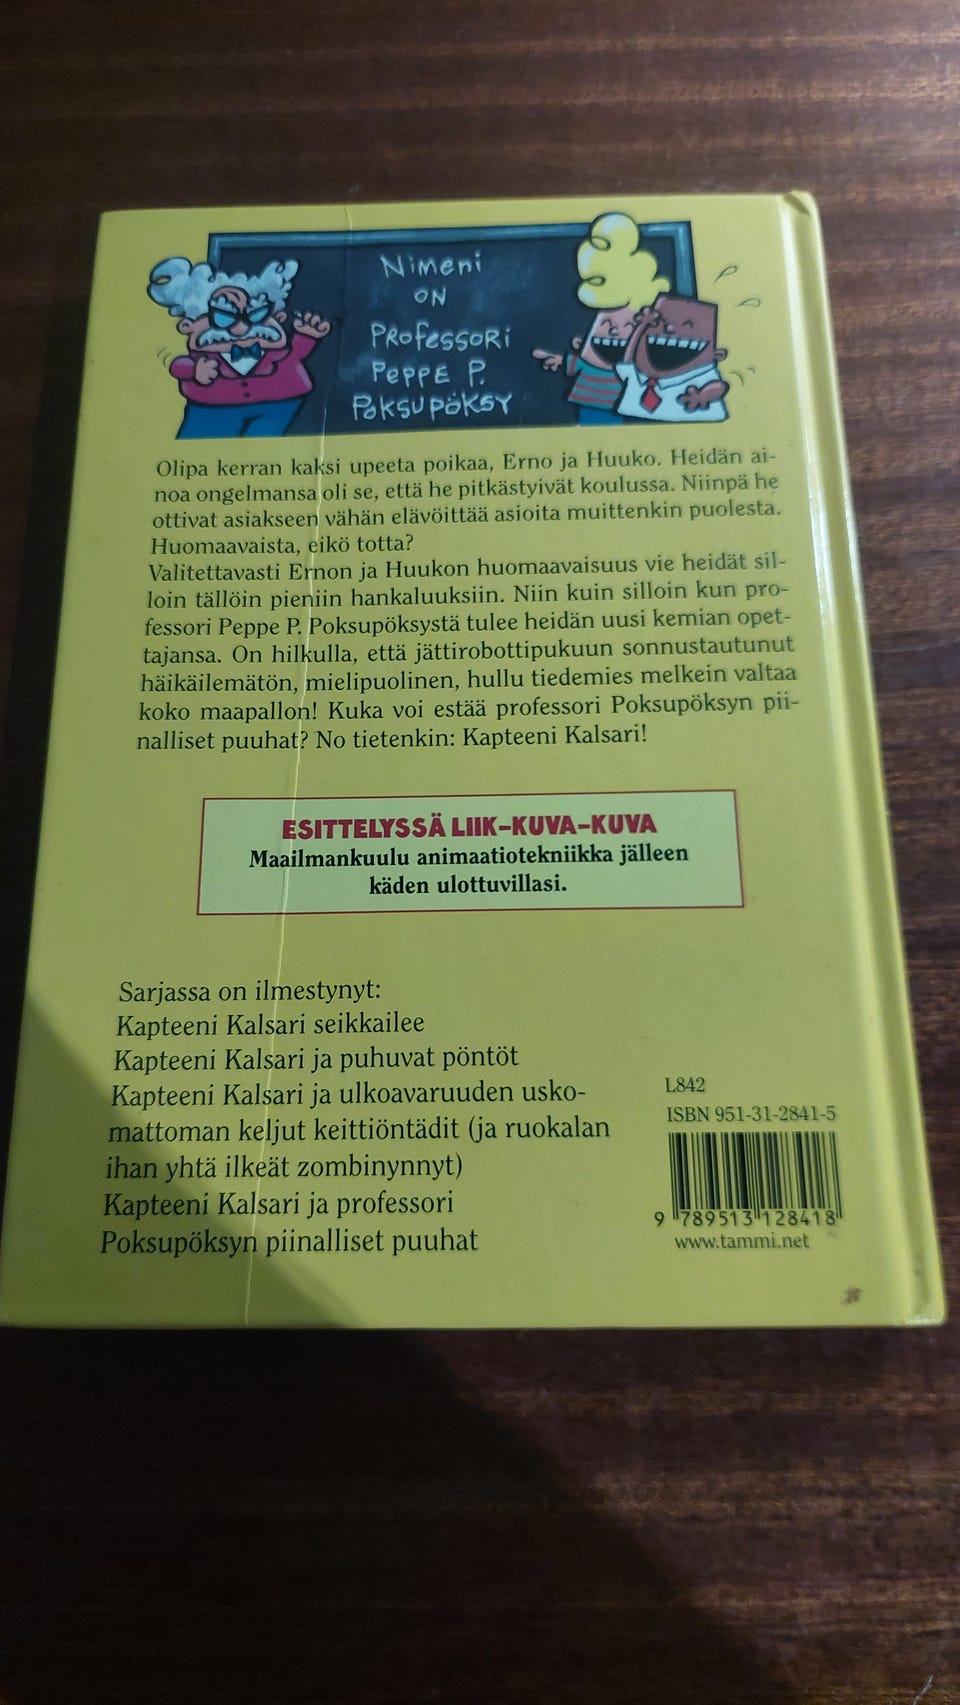 Nimeni
ON
PROFESSORi
PEPPE P.
POKSUPÖKSY
Olipa kerran kaksi upeeta poikaa, Erno ja Huuko. Heidän ai-
noa ongelmansa oli se, että he pitkästyivät koulussa. Niinpä he
ottivat asiakseen vähän elävöittää asioita muittenkin puolesta.
Huomaavaista, eikö totta?
Valitettavasti Ernon ja Huukon huomaavaisuus vie heidät sil-
loin tällöin pieniin hankaluuksiin. Niin kuin silloin kun pro-
fessori Peppe P. Poksupöksystä tulee heidän uusi kemian opet-
tajansa. On hilkulla, että jättirobottipukuun sonnustautunut
häikäilemätön, mielipuolinen, hullu tiedemies melkein valtaa
koko maapallon! Kuka voi estää professori Poksupöksyn pii-
nalliset puuhat? No tietenkin: Kapteeni Kalsari!
ESITTELYSSÄ LIIK-KUVA-KUVA
Maailmankuulu animaatiotekniikka jälleen
käden ulottuvillasi.
Sarjassa on ilmestynyt:
Kapteeni Kalsari seikkailee
Kapteeni Kalsari ja puhuvat pöntöt
Kapteeni Kalsari ja ulkoavaruuden usko-
mattoman keljut keittiöntädit (ja ruokalan
ihan yhtä ilkeät zombinynnyt)
Kapteeni Kalsari ja professori
Poksupöksyn piinalliset puuhat
L842
ISBN 951-31-2841-5
9 789513 128418
www.tammi.net